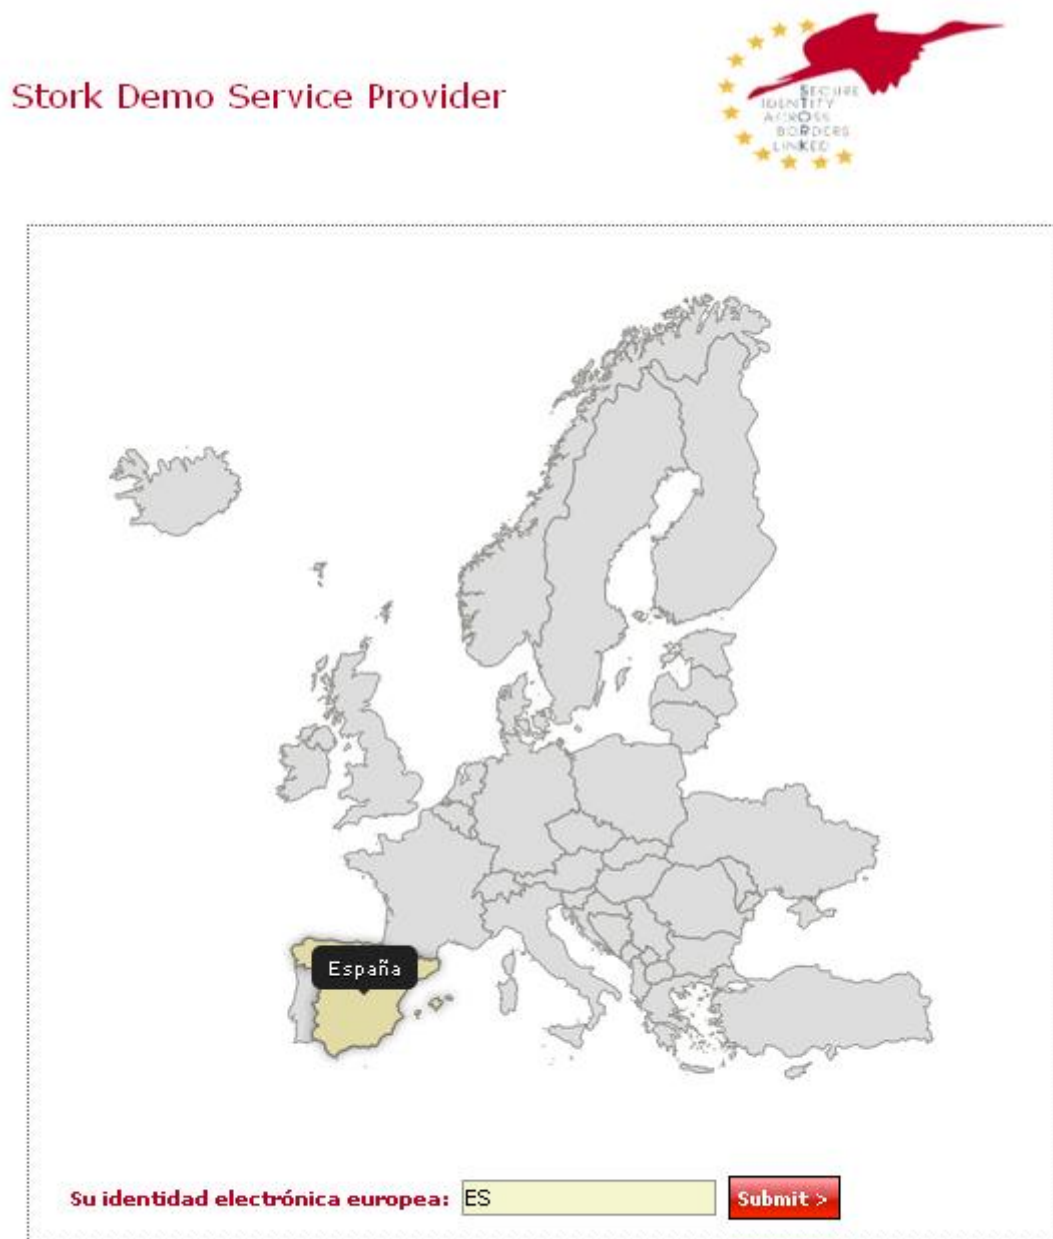 Stork Demo Service Provider
SECURE
IDENTITY
ACROSS
BORDERS
LINKED
España
Su identidad electrónica europea: ES Submit >